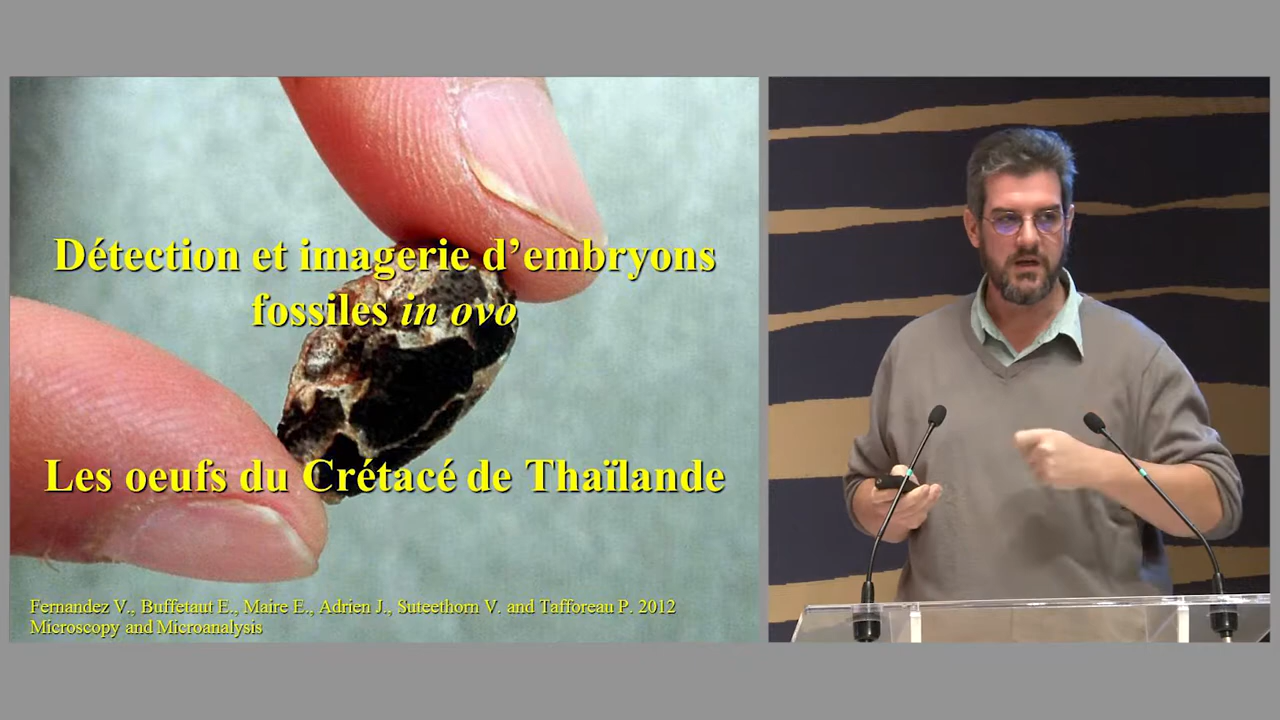 Détection et imagerie d’embryons
fossiles in ovo
Les oeufs du Crétacé de Thaïlande
Fernandez V., Buffetaut E., Maire E., Adrien J., Suteethorn V. and Tafforeau P. 2012
Microscopy and Microanalysis